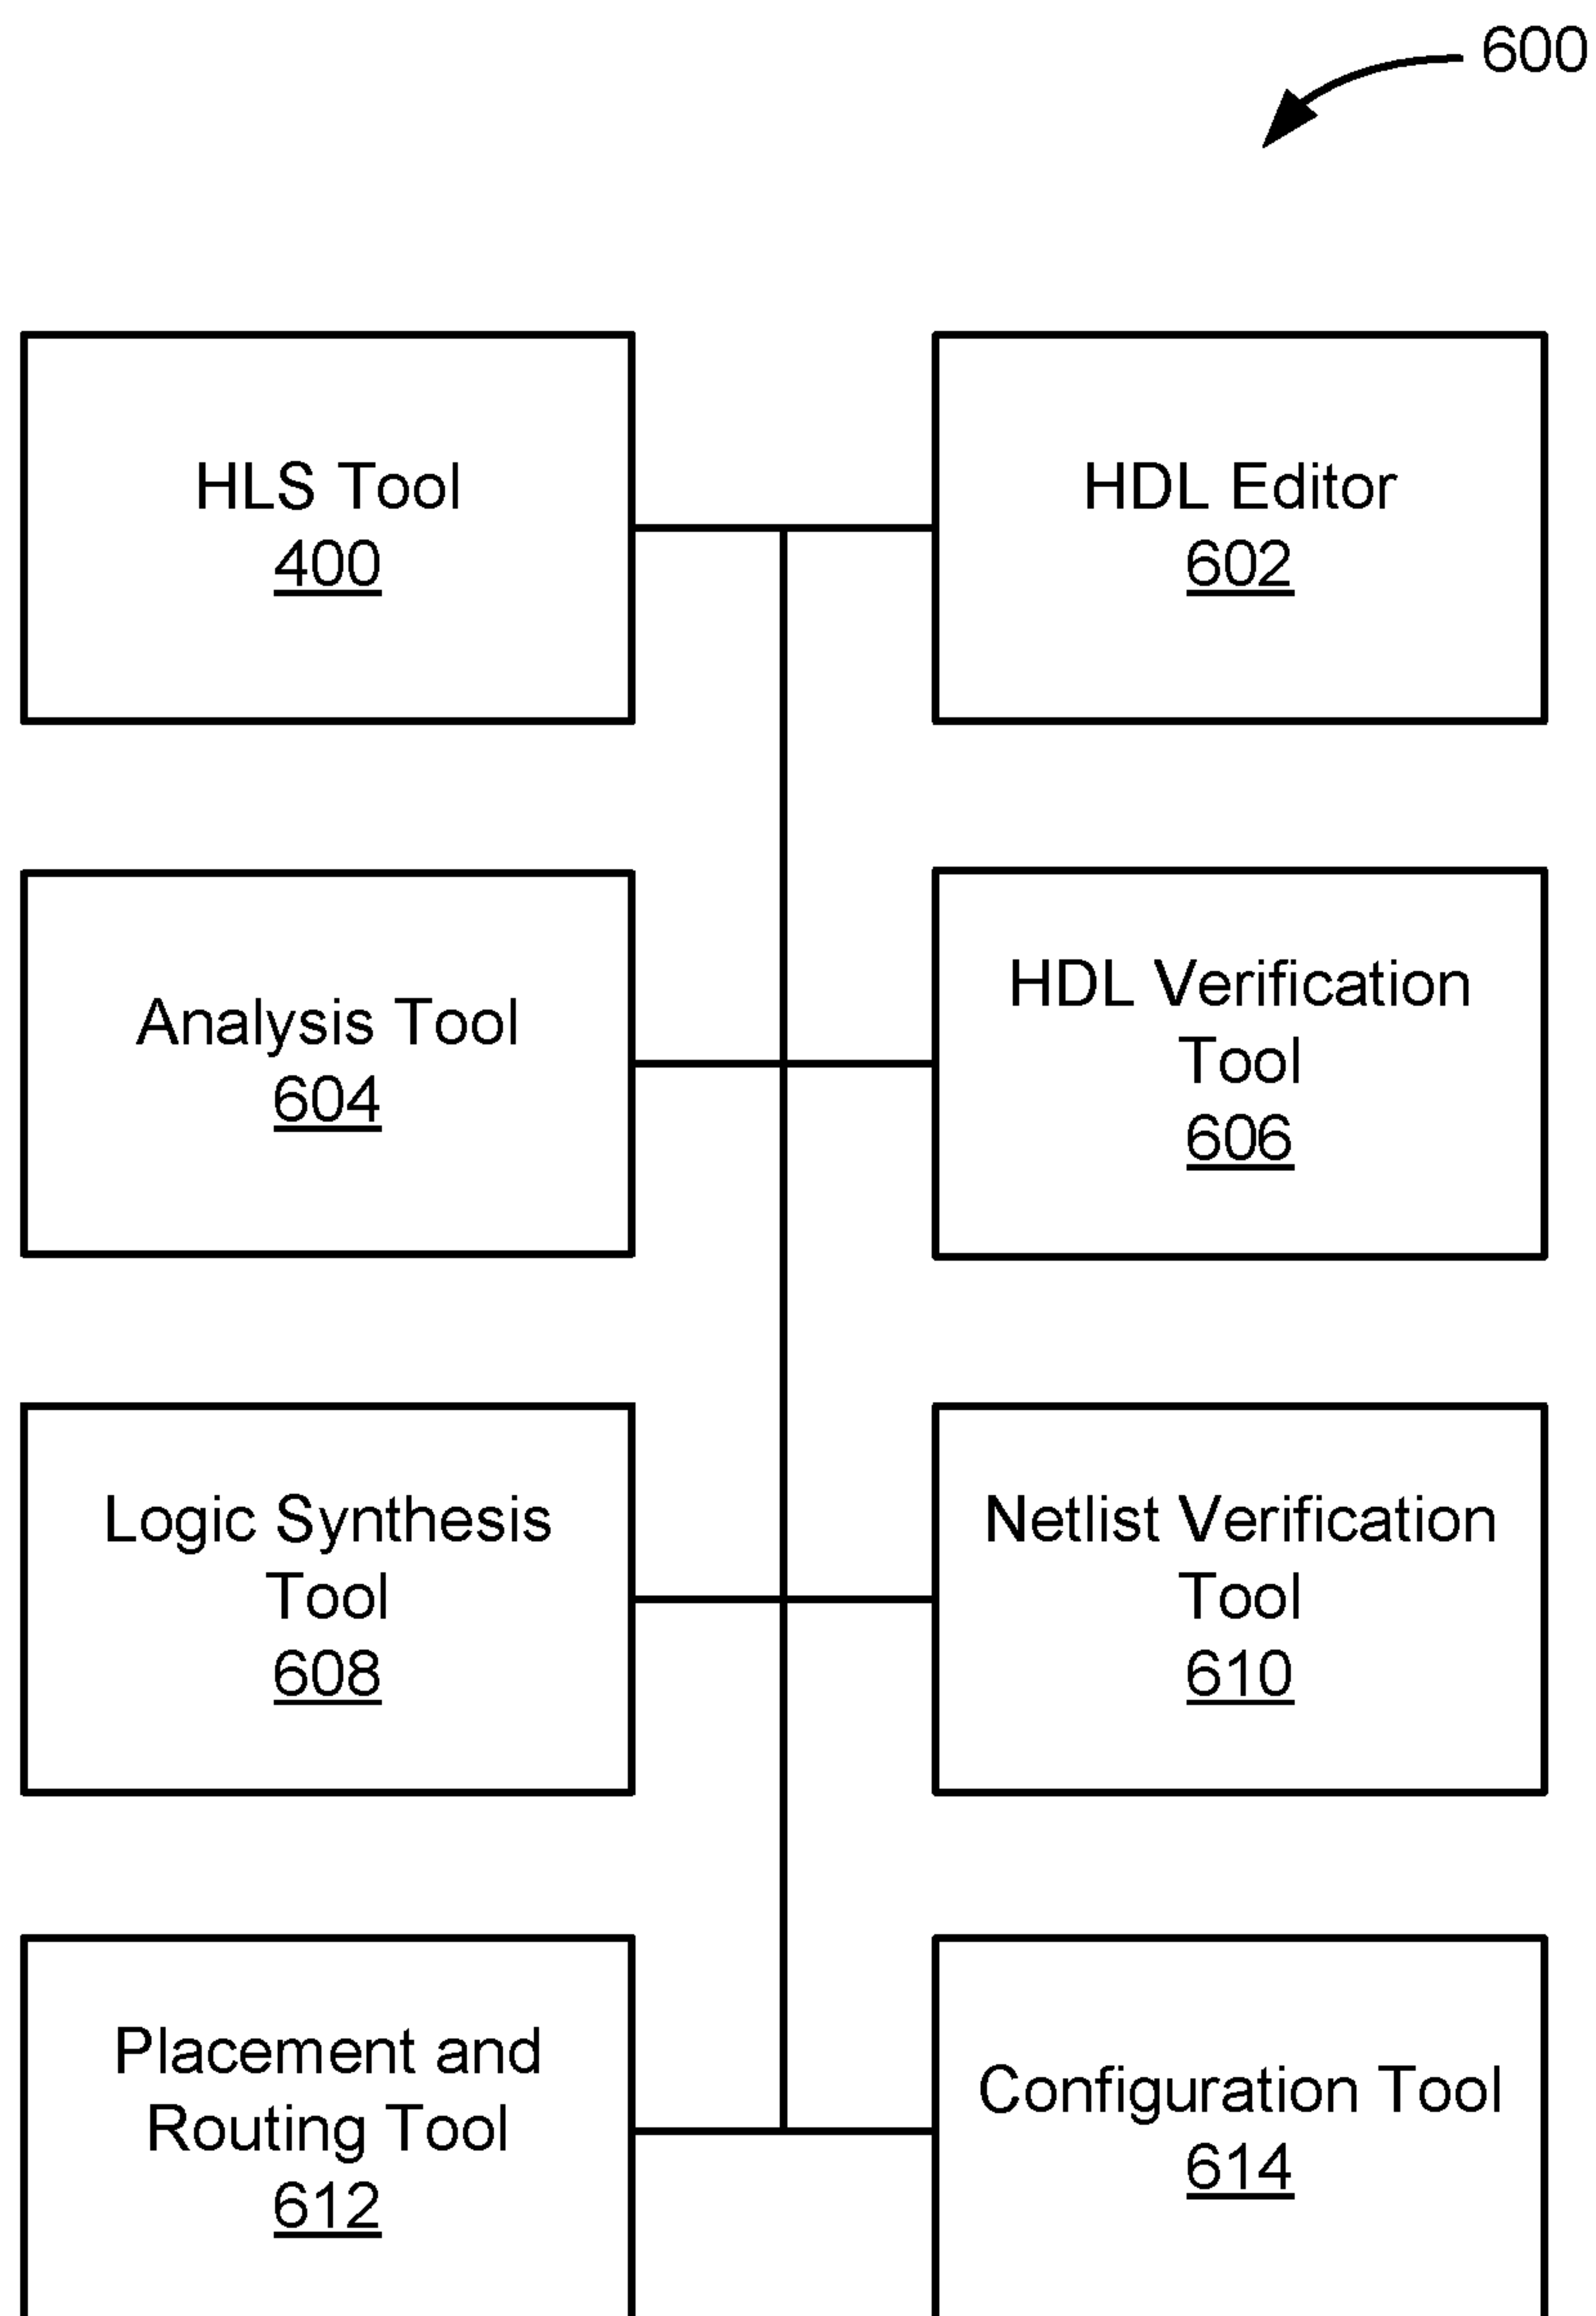 600
HLS Tool
400
HDL Editor
602
Analysis Tool
604
HDL Verification
Tool
606
Logic Synthesis
Tool
608
Netlist Verification
Tool
610
Placement and
Routing Tool
612
Configuration Tool
614